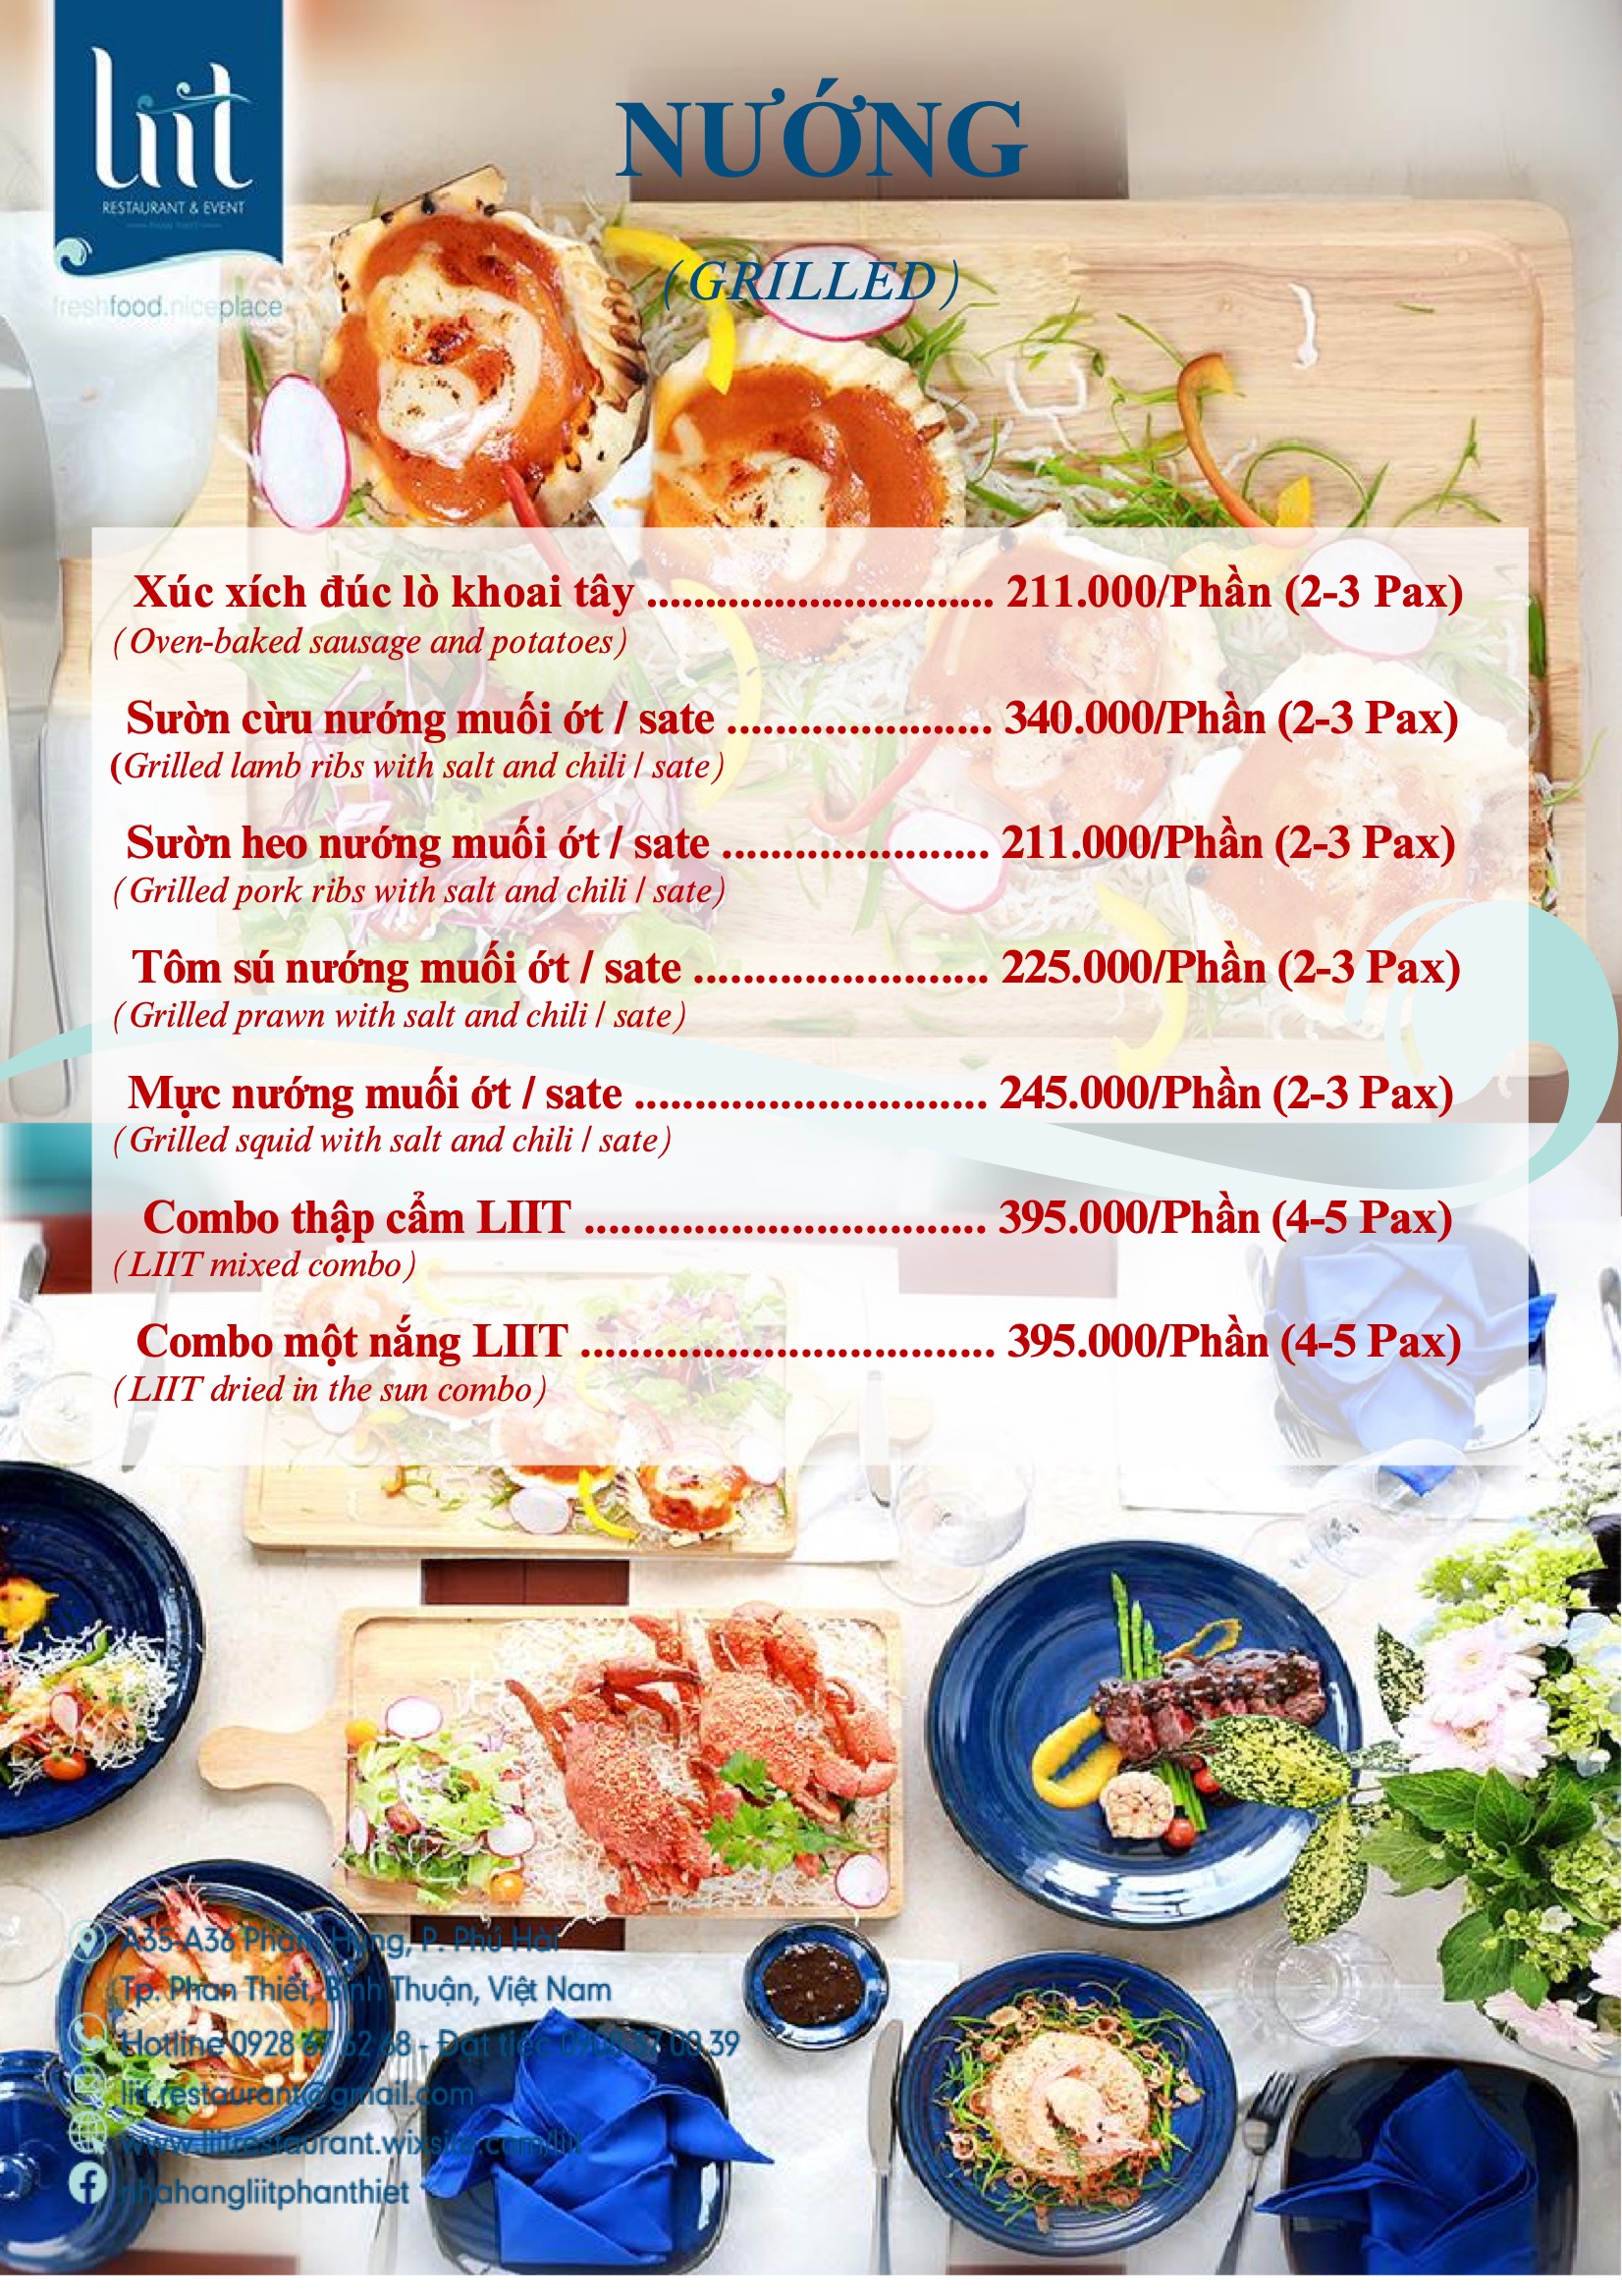 liit
RESTAURANT & EVENT
freshfood.niceplace
NƯỚNG
(GRILLED)
Xúc xích đúc lò khoai tây .............................. 211.000/Phần (2-3 Pax)
(Oven-baked sausage and potatoes)
Sườn cừu nướng muối ớt / sate ...................... 340.000/Phần (2-3 Pax)
(Grilled lamb ribs with salt and chili / sate)
Sườn heo nướng muối ớt / sate ...................... 211.000/Phần (2-3 Pax)
(Grilled pork ribs with salt and chili / sate)
Tôm sú nướng muối ớt / sate ........................ 225.000/Phần (2-3 Pax)
(Grilled prawn with salt and chili / sate)
Mực nướng muối ớt / sate ............................. 245.000/Phần (2-3 Pax)
(Grilled squid with salt and chili / sate)
Combo thập cẩm LIIT ................................. 395.000/Phần (4-5 Pax)
(LIIT mixed combo)
Combo một nắng LIIT .................................. 395.000/Phần (4-5 Pax)
(LIIT dried in the sun combo)
A35-A36 Phạm Hùng, P. Phú Hài
Tp. Phan Thiết, Bình Thuận, Việt Nam
Hotline 0928 67 62 68 - Đặt tiệc 00 39
liit.restaurant@gmail.com
www.liitrestaurant.wixsite.com/liit
nhahangliitphanthiet